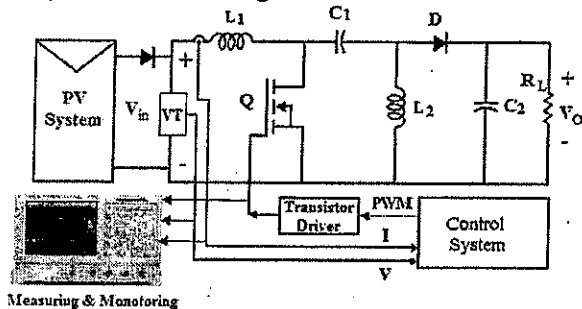 L1
C1
D
PV
System
Vin
VT
Q
L2
C2
RL
+
VO
-
+
-
Transistor
Driver
PWM
I
V
Control
System
Measuring & Monotoring